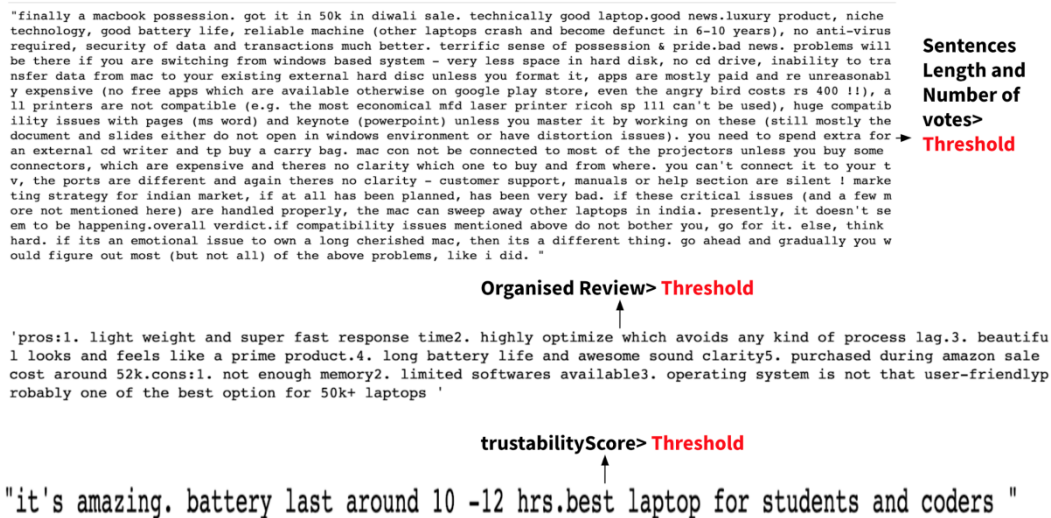 "finally a macbook possession. got it in 50k in diwali sale. technically good laptop.good news.luxury product, niche
technology, good battery life, reliable machine (other laptops crash and become defunct in 6-10 years), no anti-virus
required, security of data and transactions much better. terrific sense of possession & pride.bad news. problems will
be there if you are switching from windows based system - very less space in hard disk, no cd drive, inability to tra
nsfer data from mac to your existing external hard disc unless you format it, apps are mostly paid and re unreasonabl
y expensive (no free apps which are available otherwise on google play store, even the angry bird costs rs 400 !!), a
ll printers are not compatible (e.g. the most economical mfd laser printer ricoh sp 111 can't be used), huge compatib
ility issues with pages (ms word) and keynote (powerpoint) unless you master it by working on these (still mostly the
document and slides either do not open in windows environment or have distortion issues). you need to spend extra for
an external cd writer and tp buy a carry bag. mac con not be connected to most of the projectors unless you buy some
connectors, which are expensive and theres no clarity which one to buy and from where. you can't connect it to your t
v, the ports are different and again theres no clarity - customer support, manuals or help section are silent ! marke
ting strategy for indian market, if at all has been planned, has been very bad. if these critical issues (and a few m
ore not mentioned here) are handled properly, the mac can sweep away other laptops in india. presently, it doesn't se
em to be happening.overall verdict.if compatibility issues mentioned above do not bother you, go for it. else, think
hard. if its an emotional issue to own a long cherished mac, then its a different thing. go ahead and gradually you w
ould figure out most (but not all) of the above problems, like i did. "
Sentences
Length and
Number of
votes>
Threshold
Organised Review> Threshold
'pros:1. light weight and super fast response time2. highly optimize which avoids any kind of process lag.3. beautifu
l looks and feels like a prime product.4. long battery life and awesome sound clarity5. purchased during amazon sale
cost around 52k.cons:1. not enough memory2. limited softwares available3. operating system is not that user-friendlyp
robably one of the best option for 50k+ laptops '
trustabilityScore> Threshold
"it's amazing. battery last around 10 -12 hrs.best laptop for students and coders "